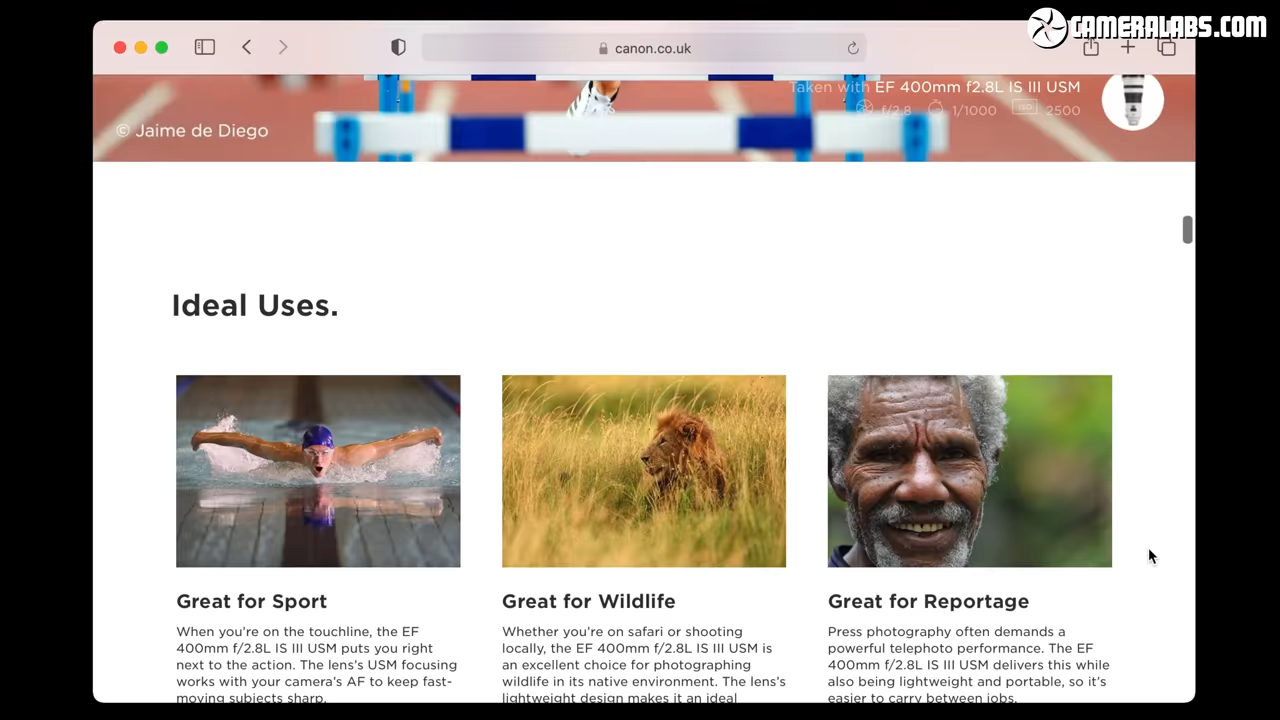 CAMERALABS.COM
canon.co.uk
Taken with EF 400mm f2.8L IS III USM
f/2.8 1/1000 ISO 2500
© Jaime de Diego
Ideal Uses.
Great for Sport
When you're on the touchline, the EF
400mm f/2.8L IS III USM puts you right
next to the action. The lens's USM focusing
works with your camera's AF to keep fast-
moving subjects sharp.
Great for Wildlife
Whether you're on safari or shooting
locally, the EF 400mm f/2.8L IS III USM is
an excellent choice for photographing
wildlife in its native environment. The lens's
lightweight design makes it an ideal
Great for Reportage
Press photography often demands a
powerful telephoto performance. The EF
400mm f/2.8L IS III USM delivers this while
also being lightweight and portable, so it's
easier to carry between jobs.